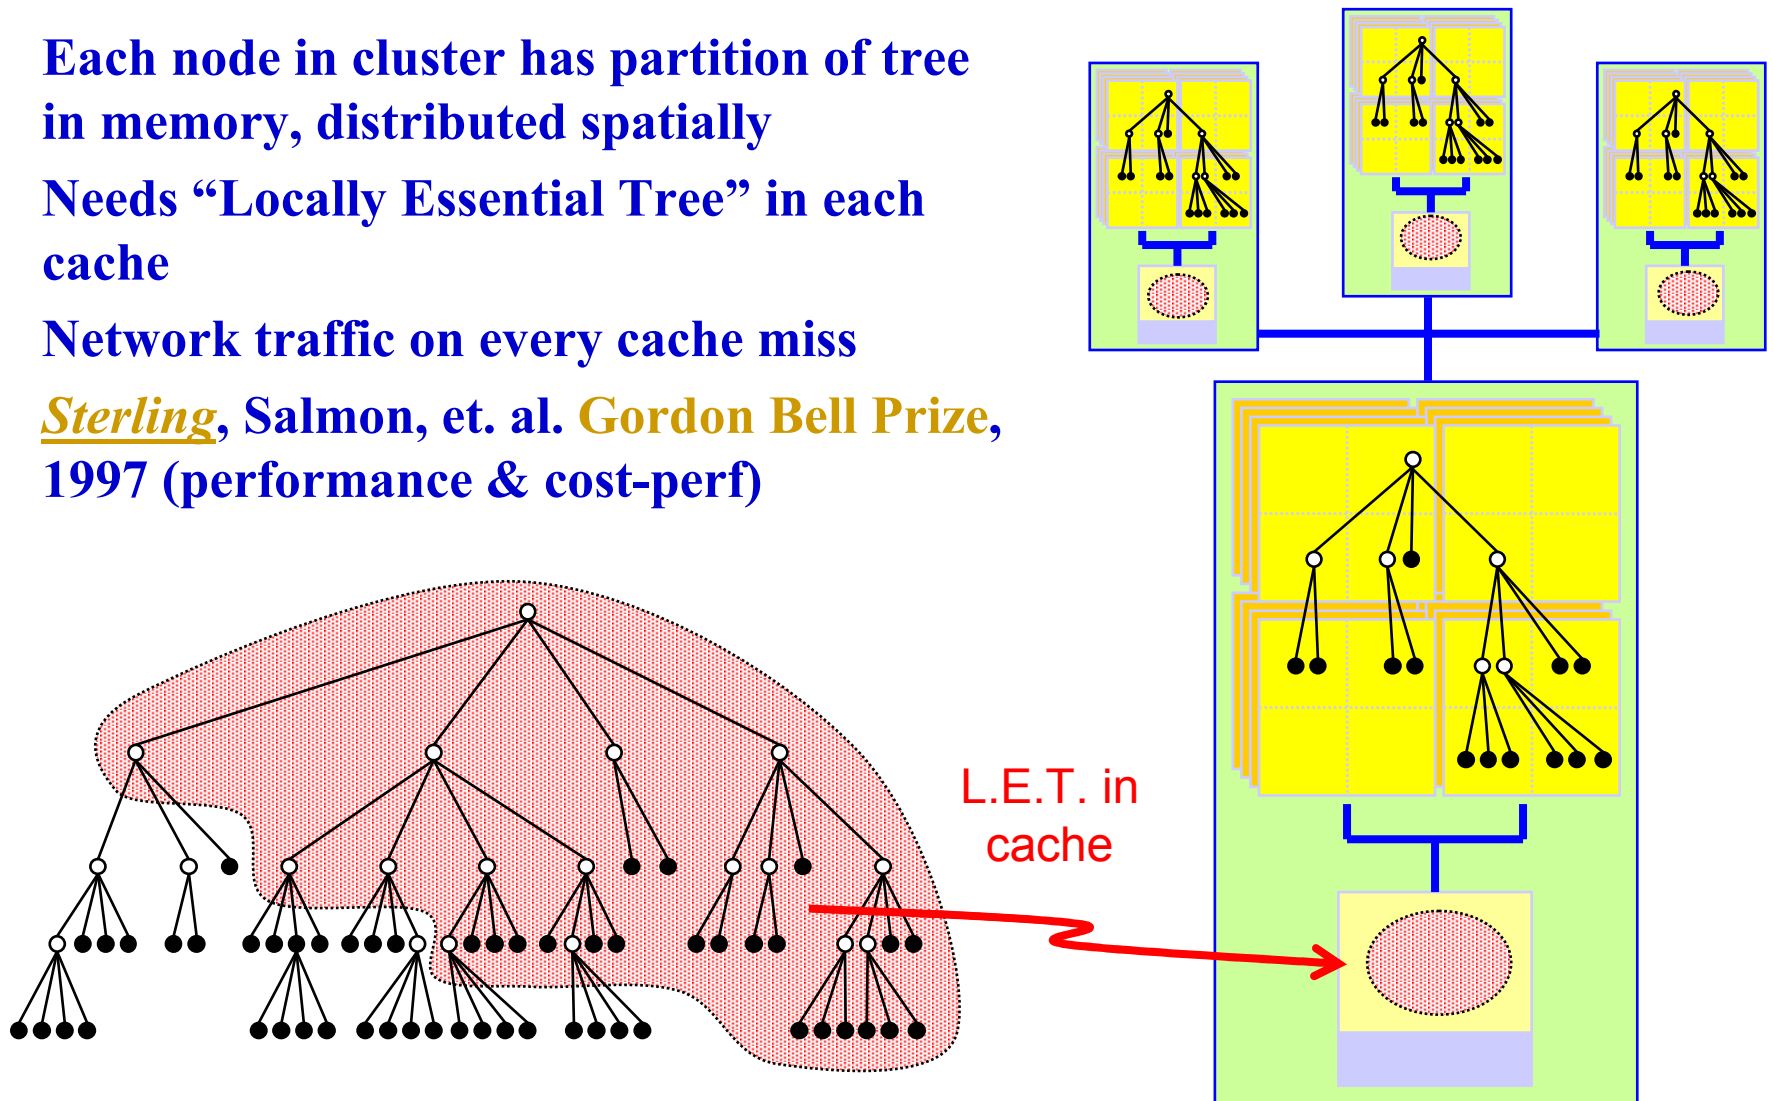 Each node in cluster has partition of tree
in memory, distributed spatially
Needs “Locally Essential Tree” in each
cache
Network traffic on every cache miss
Sterling, Salmon, et. al. Gordon Bell Prize,
1997 (performance & cost-perf)
L.E.T. in
cache